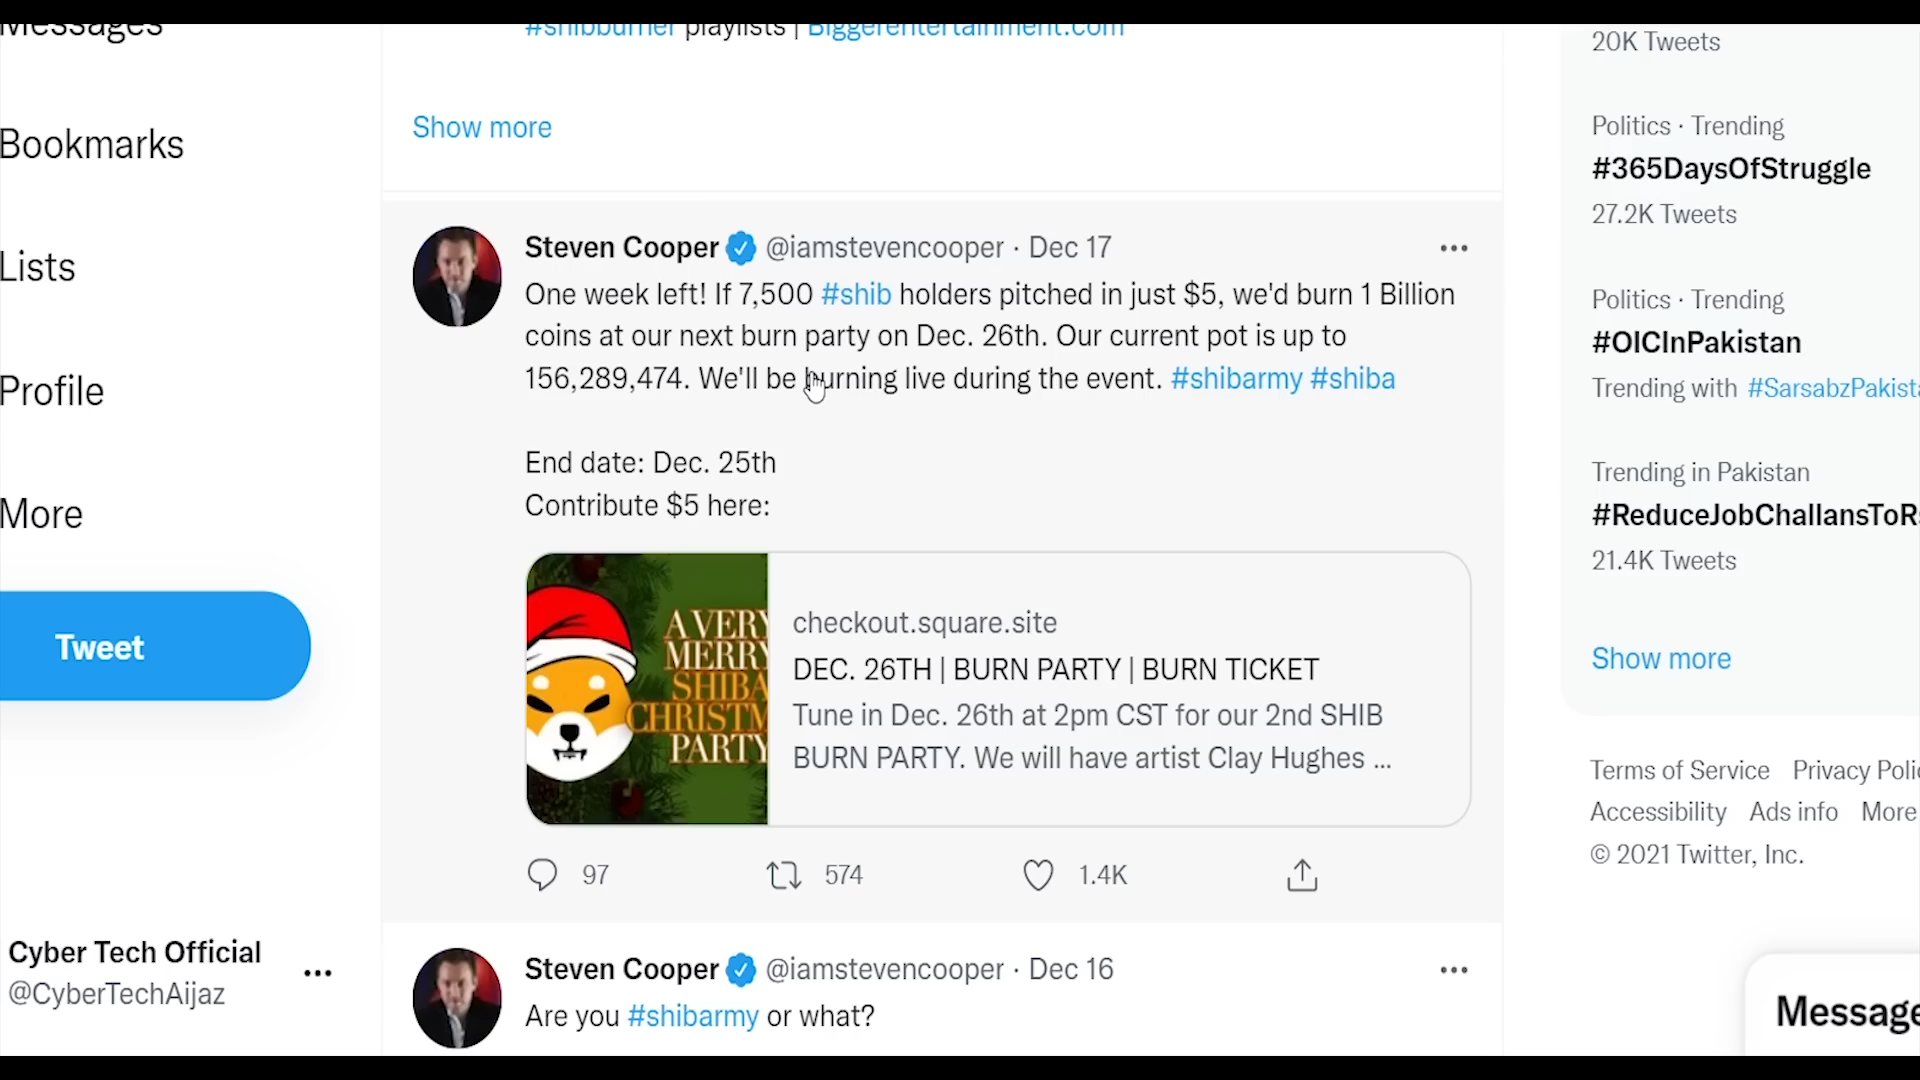 Messages
Bookmarks
Lists
Profile
More
Tweet
Cyber Tech Official
@CyberTechAijaz
#shibburner playlists | Biggerentertainment.com
Show more
Steven Cooper @iamstevencooper · Dec 17
One week left! If 7,500 #shib holders pitched in just $5, we'd burn 1 Billion
coins at our next burn party on Dec. 26th. Our current pot is up to
156,289,474. We'll be burning live during the event. #shibarmy #shiba
End date: Dec. 25th
Contribute $5 here:
A VERY
MERRY
SHIBA
CHRISTM
PARTY
checkout.square.site
DEC. 26TH | BURN PARTY | BURN TICKET
Tune in Dec. 26th at 2pm CST for our 2nd SHIB
BURN PARTY. We will have artist Clay Hughes ...
97 574 1.4K
Steven Cooper @iamstevencooper · Dec 16
Are you #shibarmy or what?
20K Tweets
Politics · Trending
#365DaysOfStruggle
27.2K Tweets
Politics · Trending
#OICInPakistan
Trending with #SarsabzPakista
Trending in Pakistan
#ReduceJobChallansToRs
21.4K Tweets
Show more
Terms of Service Privacy Polic
Accessibility Ads info More
© 2021 Twitter, Inc.
Message